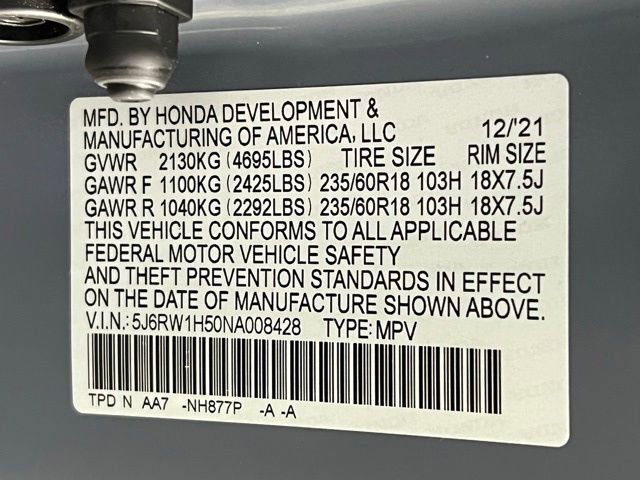 MFD. BY HONDA DEVELOPMENT &
MANUFACTURING OF AMERICA, LLC 12/'21
GVWR 2130KG (4695LBS) TIRE SIZE RIM SIZE
GAWR F 1100KG (2425LBS) 235/60R18 103H 18X7.5J
GAWR R 1040KG (2292LBS) 235/60R18 103H 18X7.5J
THIS VEHICLE CONFORMS TO ALL APPLICABLE
FEDERAL MOTOR VEHICLE SAFETY
AND THEFT PREVENTION STANDARDS IN EFFECT
ON THE DATE OF MANUFACTURE SHOWN ABOVE.
V.I.N.: 5J6RW1H50NA008428 TYPE: MPV
TPD N AA7 -NH877P -A -A